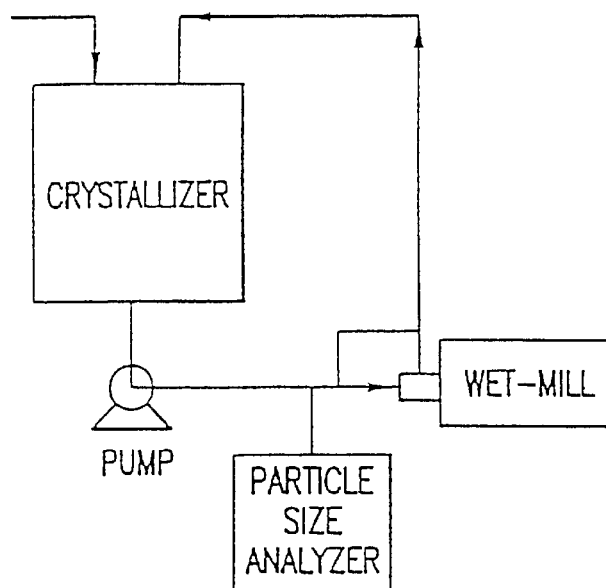 CRYSTALLIZER
WET-MILL
PUMP
PARTICLE
SIZE
ANALYZER